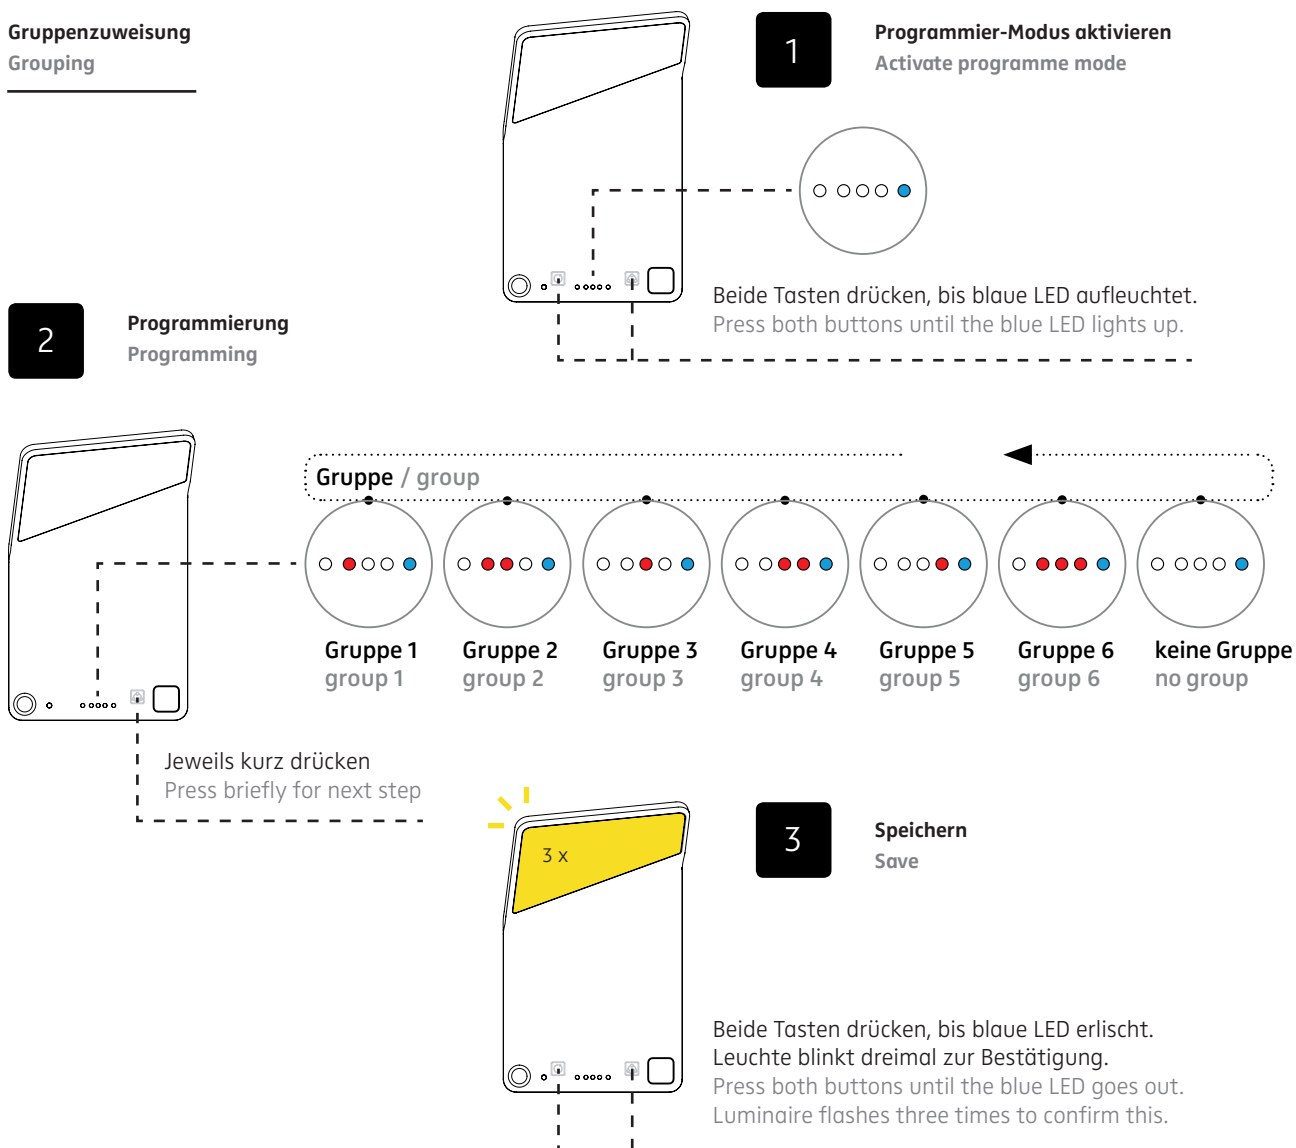 Gruppenzuweisung
Grouping
1
Programmier-Modus aktivieren
Activate programme mode
Beide Tasten drücken, bis blaue LED aufleuchtet.
Press both buttons until the blue LED lights up.
2
Programmierung
Programming
Gruppe / group
Gruppe 1
group 1
Gruppe 2
group 2
Gruppe 3
group 3
Gruppe 4
group 4
Gruppe 5
group 5
Gruppe 6
group 6
keine Gruppe
no group
Jeweils kurz drücken
Press briefly for next step
3 x
3
Speichern
Save
Beide Tasten drücken, bis blaue LED erlischt.
Leuchte blinkt dreimal zur Bestätigung.
Press both buttons until the blue LED goes out.
Luminaire flashes three times to confirm this.